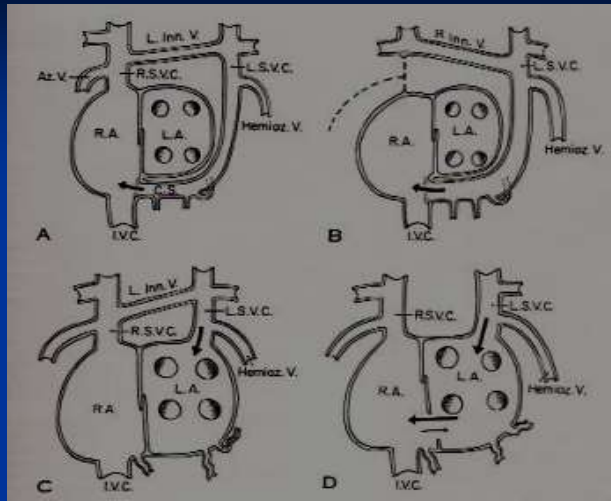 L. Inn. V.
Az. V.
R.S.V.C.
L.S.V.C.
R.A.
L.A.
Hemiaz. V.
C.S.
I.V.C.
A
R. Inn. V.
L.S.V.C.
R.A.
L.A.
Hemiaz. V.
I.V.C.
B
L. Inn. V.
L.S.V.C.
R.S.V.C.
L.A.
Hemiaz. V.
R.A.
I.V.C.
C
R.S.V.C.
L.S.V.C.
L.A.
R.A.
Hemiaz. V.
I.V.C.
D